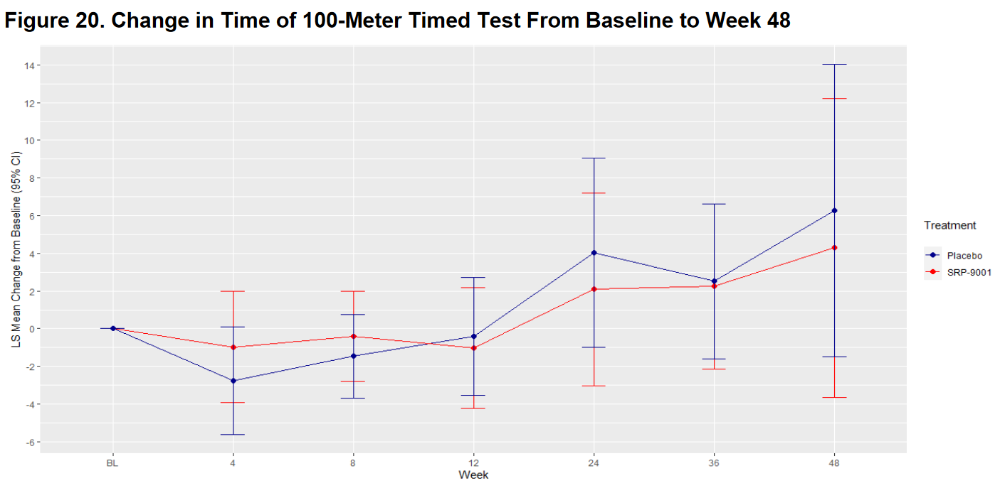 Figure 20. Change in Time of 100-Meter Timed Test From Baseline to Week 48
LS Mean Change from Baseline (95% CI)
14
12
10
8
6
4
2
0
-2
-4
-6
BL 4 8 12 24 36 48
Week
Treatment
Placebo
SRP-9001